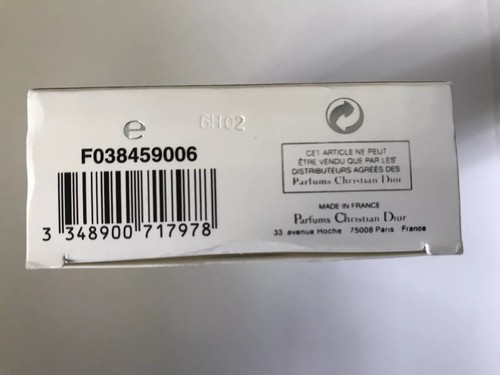 e
6H02
F038459006
3 348900 717978
CET ARTICLE NE PEUT
ÊTRE VENDU QUE PAR LES
DISTRIBUTEURS AGRÉÉS DES
Parfums Christian Dior
MADE IN FRANCE
Parfums Christian Dior
33, avenue Hoche 75008 Paris France